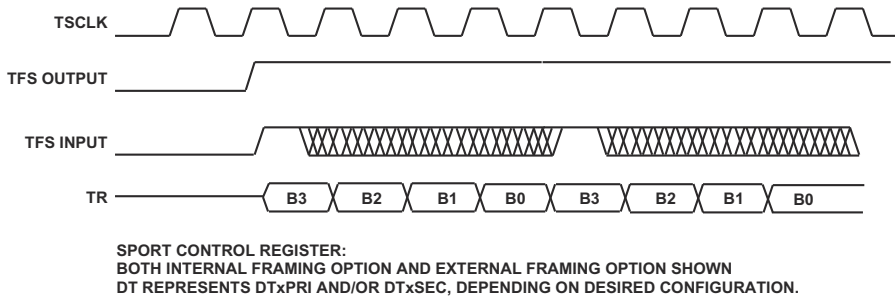 TSCLK
TFS OUTPUT
TFS INPUT
TR
B3 B2 B1 B0 B3 B2 B1 B0
SPORT CONTROL REGISTER:
BOTH INTERNAL FRAMING OPTION AND EXTERNAL FRAMING OPTION SHOWN
DT REPRESENTS DTxPRI AND/OR DTxSEC, DEPENDING ON DESIRED CONFIGURATION.